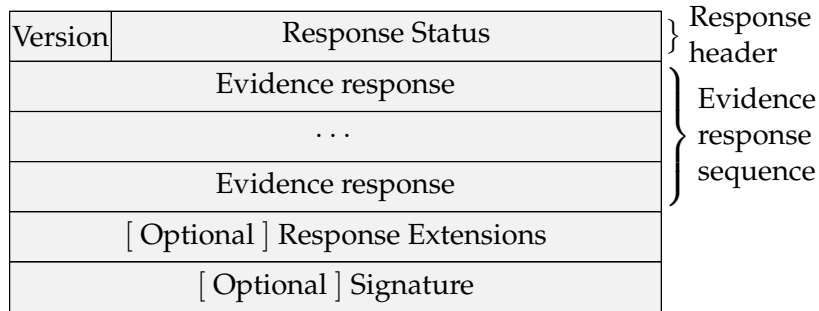 Version Response Status
Response
header
Evidence response
· · ·
Evidence response
Evidence
response
sequence
[ Optional ] Response Extensions
[ Optional ] Signature